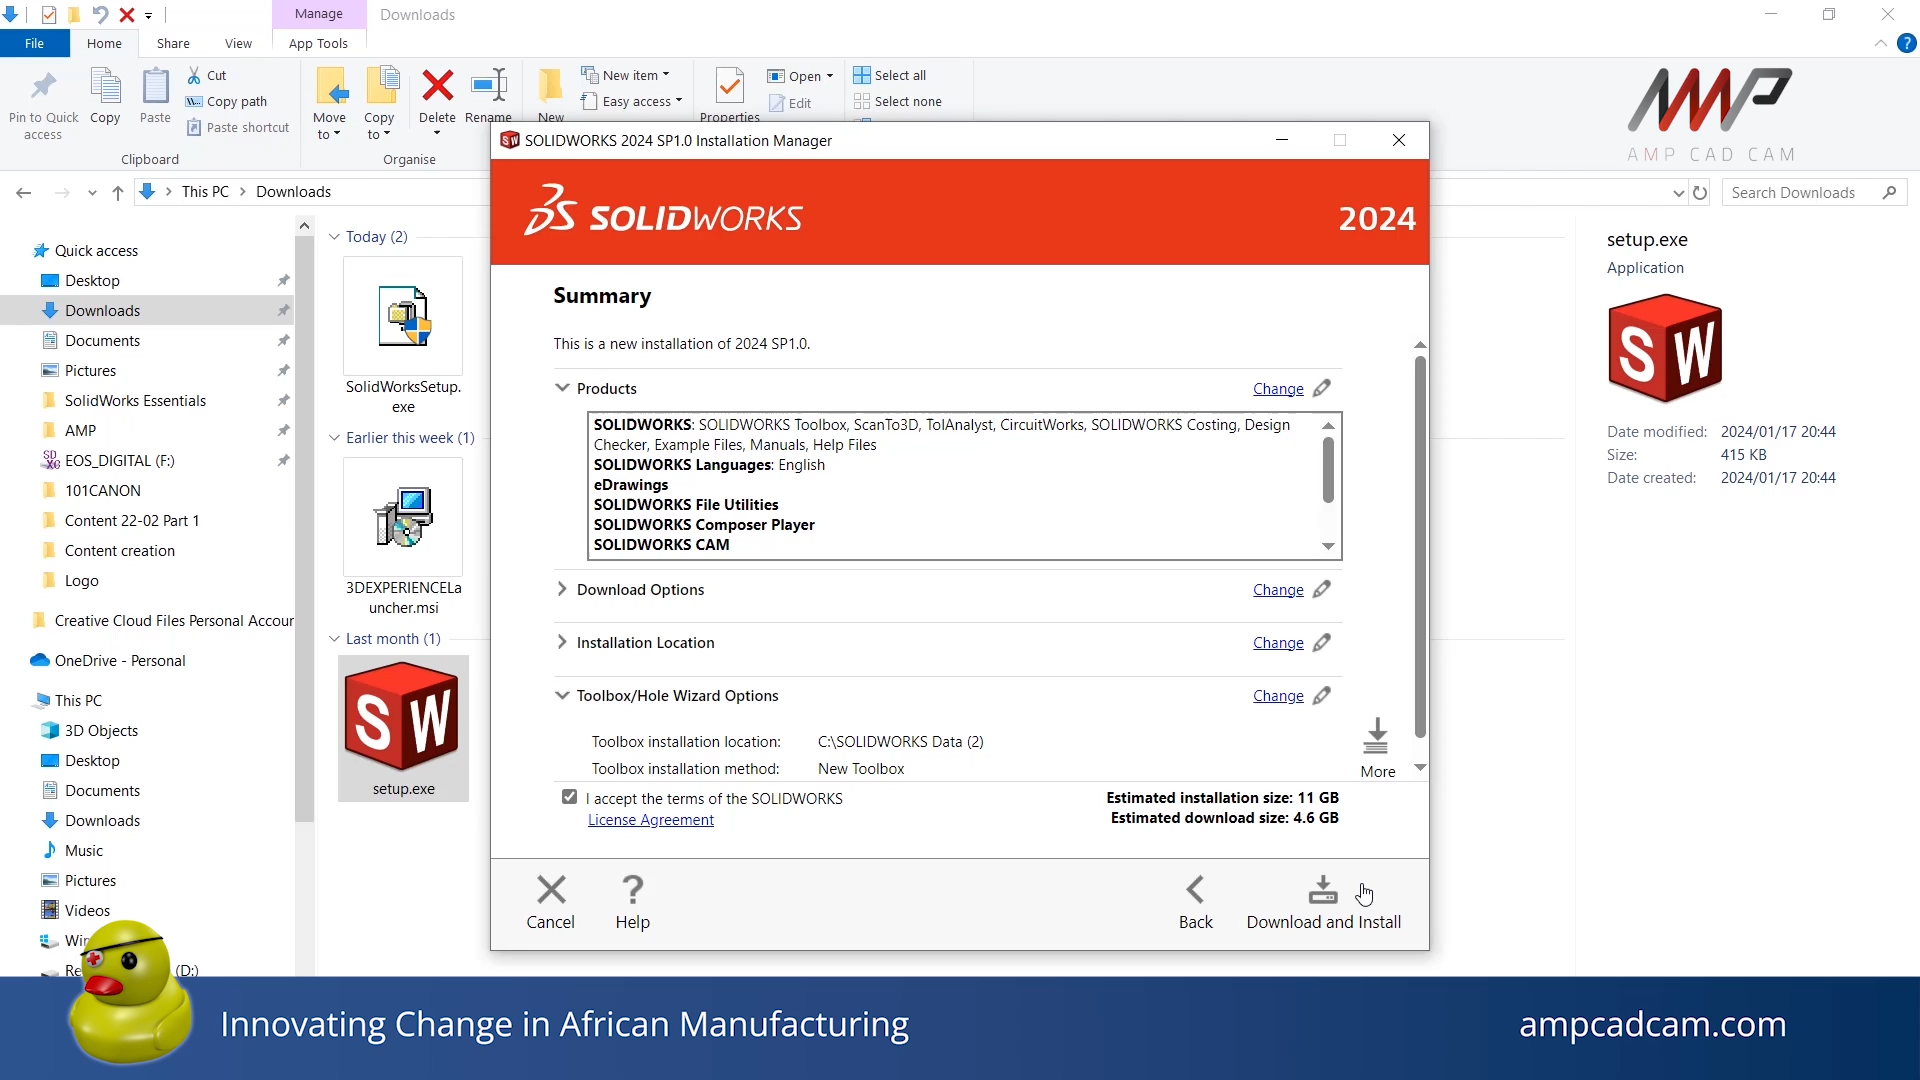 Manage
Downloads
File
Home
Share
View
App Tools
Pin to Quick access
Copy
Paste
Cut
Copy path
Paste shortcut
Clipboard
Move to
Copy to
Delete
Rename
Organise
New
New item
Easy access
Properties
Open
Edit
Select all
Select none
AMP
AMP CAD CAM
This PC > Downloads
Search Downloads
Quick access
Desktop
Downloads
Documents
Pictures
SolidWorks Essentials
AMP
EOS_DIGITAL (F:)
101CANON
Content 22-02 Part 1
Content creation
Logo
Creative Cloud Files Personal Accour
OneDrive - Personal
This PC
3D Objects
Desktop
Documents
Downloads
Music
Pictures
Videos
(D:)
Today (2)
SolidWorksSetup.
exe
Earlier this week (1)
3DEXPERIENCELa
uncher.msi
Last month (1)
SW
setup.exe
SOLIDWORKS 2024 SP1.0 Installation Manager
SOLIDWORKS
2024
Summary
This is a new installation of 2024 SP1.0.
Products
Change
SOLIDWORKS: SOLIDWORKS Toolbox, ScanTo3D, TolAnalyst, CircuitWorks, SOLIDWORKS Costing, Design
Checker, Example Files, Manuals, Help Files
SOLIDWORKS Languages: English
eDrawings
SOLIDWORKS File Utilities
SOLIDWORKS Composer Player
SOLIDWORKS CAM
Download Options
Change
Installation Location
Change
Toolbox/Hole Wizard Options
Change
Toolbox installation location: C:\SOLIDWORKS Data (2)
Toolbox installation method: New Toolbox
More
I accept the terms of the SOLIDWORKS
License Agreement
Estimated installation size: 11 GB
Estimated download size: 4.6 GB
Cancel
Help
Back
Download and Install
setup.exe
Application
SW
Date modified: 2024/01/17 20:44
Size: 415 KB
Date created: 2024/01/17 20:44
Innovating Change in African Manufacturing
ampcadcam.com